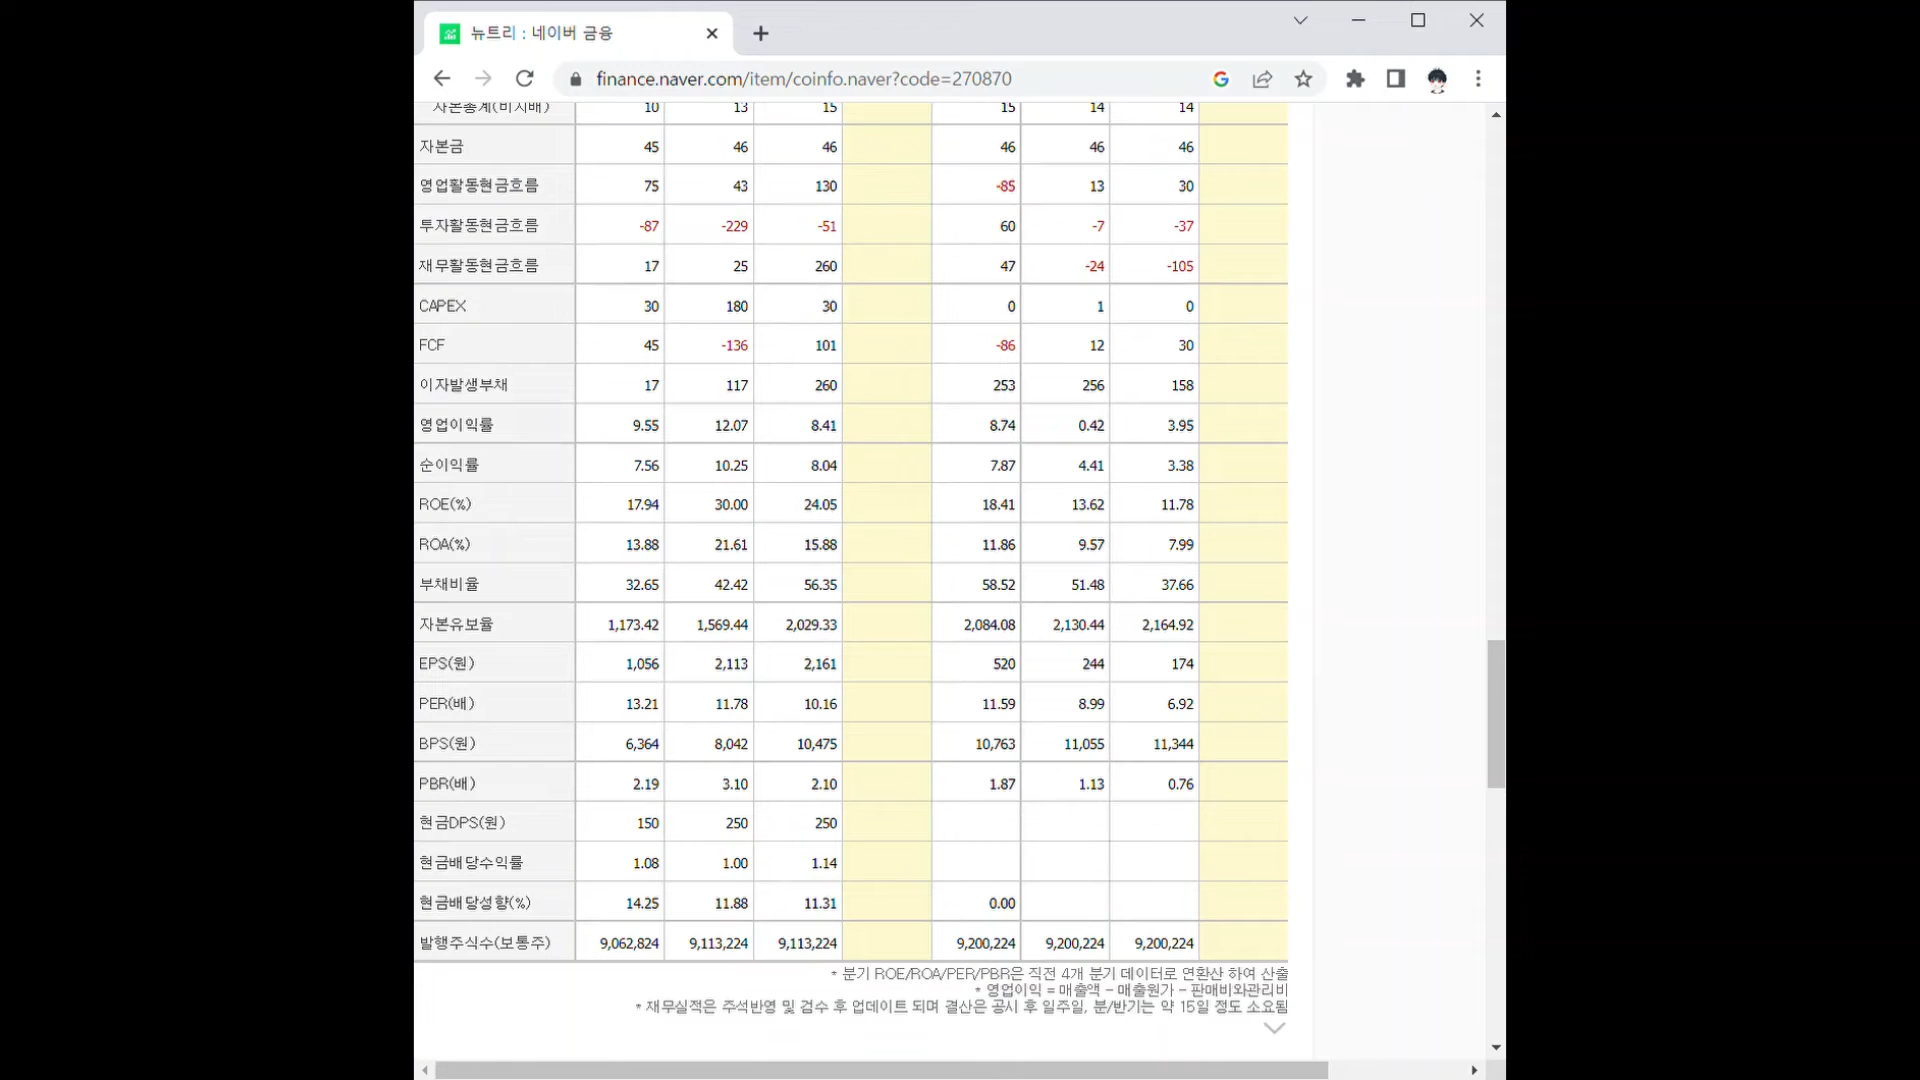 뉴트리 : 네이버 금융
finance.naver.com/item/coinfo.naver?code=270870
자본총계(비지배) 10 13 15 15 14 14
자본금 45 46 46 46 46 46
영업활동현금흐름 75 43 130 -85 13 30
투자활동현금흐름 -87 -229 -51 60 -7 -37
재무활동현금흐름 17 25 260 47 -24 -105
CAPEX 30 180 30 0 1 0
FCF 45 -136 101 -86 12 30
이자발생부채 17 117 260 253 256 158
영업이익률 9.55 12.07 8.41 8.74 0.42 3.95
순이익률 7.56 10.25 8.04 7.87 4.41 3.38
ROE(%) 17.94 30.00 24.05 18.41 13.62 11.78
ROA(%) 13.88 21.61 15.88 11.86 9.57 7.99
부채비율 32.65 42.42 56.35 58.52 51.48 37.66
자본유보율 1,173.42 1,569.44 2,029.33 2,084.08 2,130.44 2,164.92
EPS(원) 1,056 2,113 2,161 520 244 174
PER(배) 13.21 11.78 10.16 11.59 8.99 6.92
BPS(원) 6,364 8,042 10,475 10,763 11,055 11,344
PBR(배) 2.19 3.10 2.10 1.87 1.13 0.76
현금DPS(원) 150 250 250
현금배당수익률 1.08 1.00 1.14
현금배당성향(%) 14.25 11.88 11.31 0.00
발행주식수(보통주) 9,062,824 9,113,224 9,113,224 9,200,224 9,200,224 9,200,224
* 분기 ROE/ROA/PER/PBR은 직전 4개 분기 데이터로 연환산 하여 산출
* 영업이익 = 매출액 - 매출원가 - 판매비와관리비
* 재무실적은 주석반영 및 검수 후 업데이트 되며 결산은 공시 후 일주일, 분/반기는 약 15일 정도 소요됨